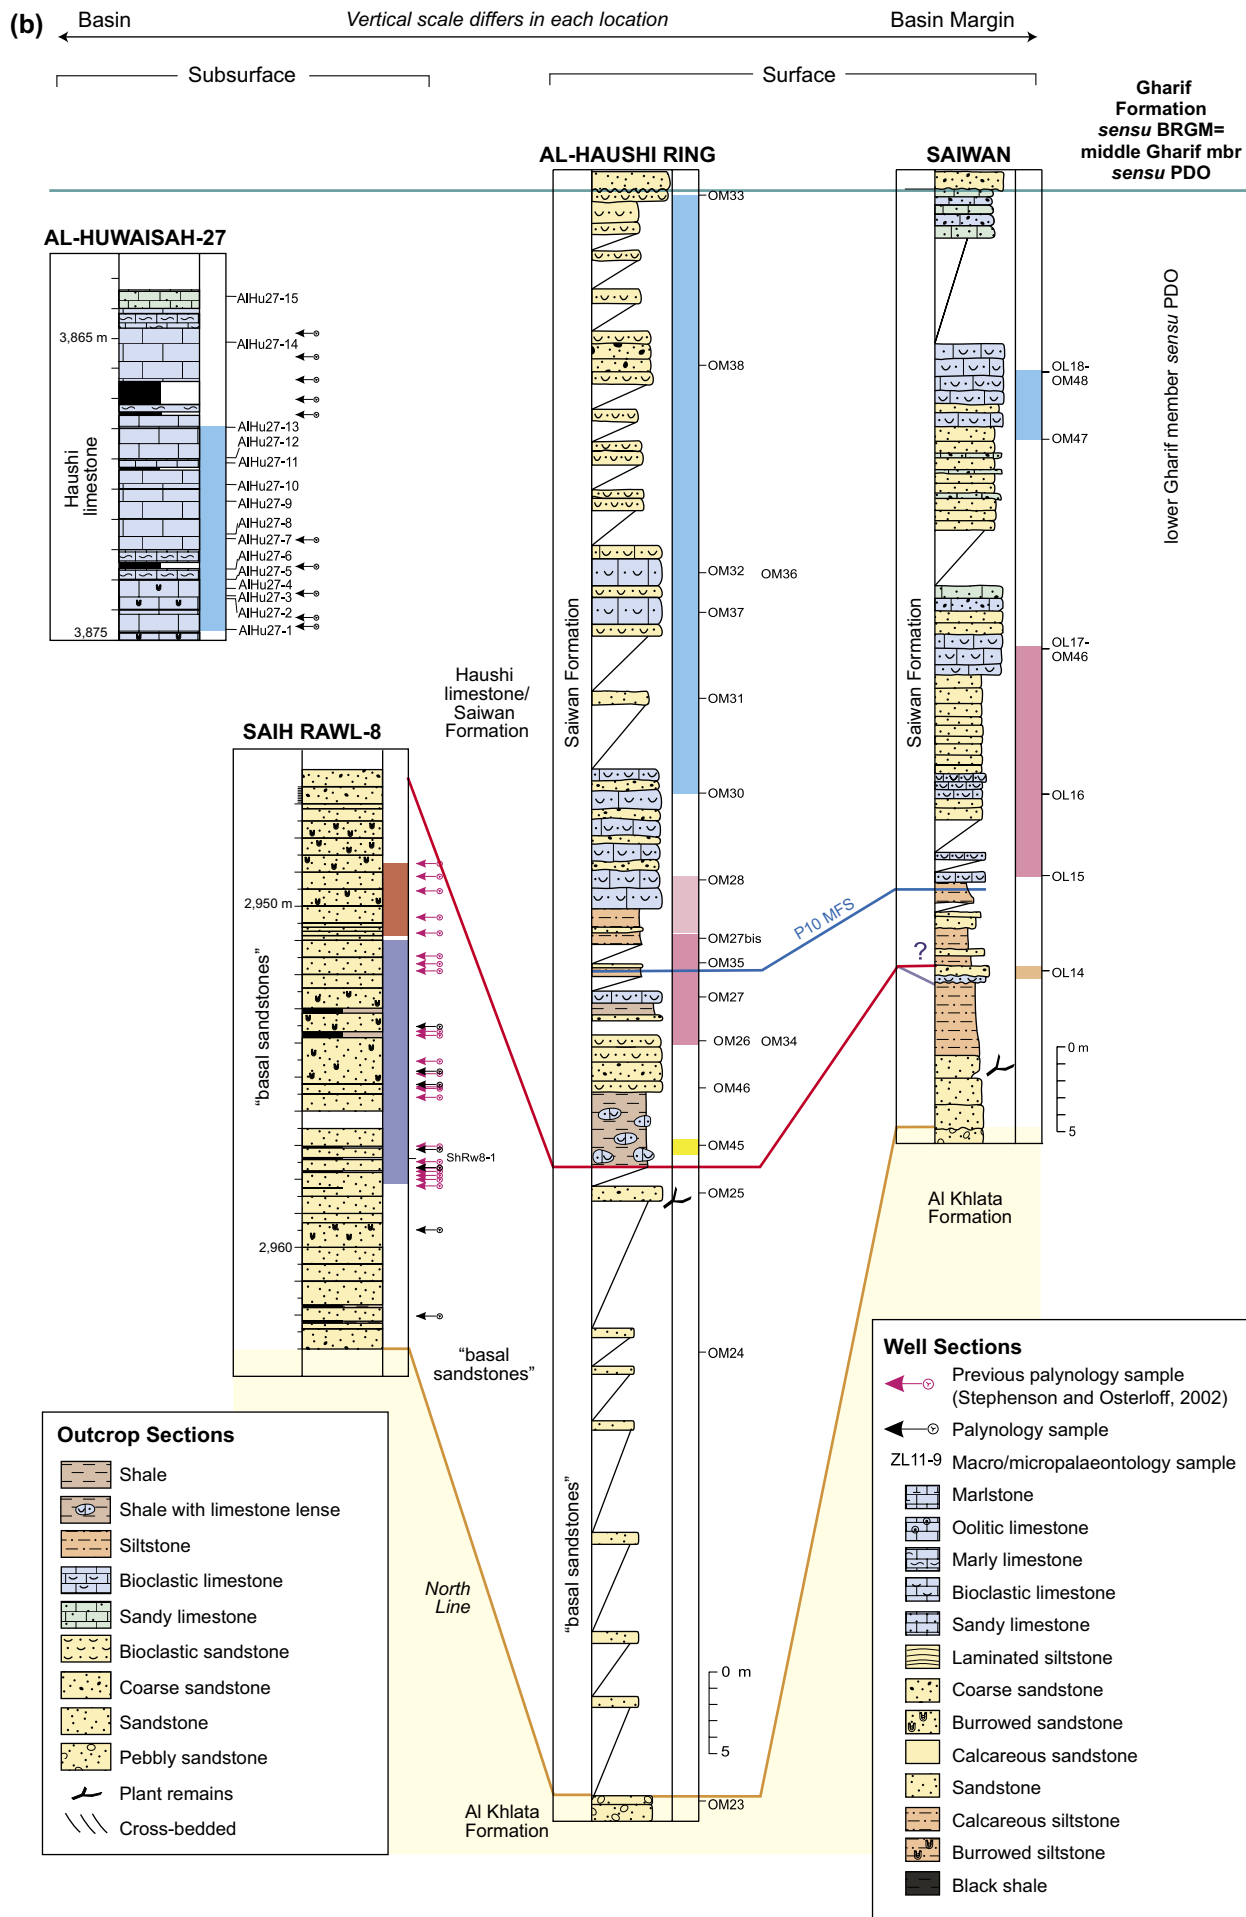 (b)
Basin
Vertical scale differs in each location
Basin Margin
Subsurface
Surface
Gharif
Formation
sensu BRGM=
middle Gharif mbr
sensu PDO
AL-HUWAISAH-27
3,865 m
3,875
Haushi
limestone
AlHu27-15
AlHu27-14
AlHu27-13
AlHu27-12
AlHu27-11
AlHu27-10
AlHu27-9
AlHu27-8
AlHu27-7
AlHu27-6
AlHu27-5
AlHu27-4
AlHu27-3
AlHu27-2
AlHu27-1
SAIH RAWL-8
2,950 m
2,960
"basal sandstones"
ShRw8-1
Haushi
limestone/
Saiwan
Formation
"basal
sandstones"
North
Line
Al Khlata
Formation
AL-HAUSHI RING
Saiwan Formation
"basal sandstones"
OM33
OM38
OM32 OM36
OM37
OM31
OM30
OM28
OM27bis
OM35
OM27
OM26 OM34
OM46
OM45
OM25
OM24
OM23
0 m
5
P10 MFS
?
SAIWAN
Saiwan Formation
OL18-
OM48
OM47
OL17-
OM46
OL16
OL15
OL14
0 m
5
lower Gharif member sensu PDO
Al Khlata
Formation
Outcrop Sections
Shale
Shale with limestone lense
Siltstone
Bioclastic limestone
Sandy limestone
Bioclastic sandstone
Coarse sandstone
Sandstone
Pebbly sandstone
Plant remains
Cross-bedded
Well Sections
Previous palynology sample
(Stephenson and Osterloff, 2002)
Palynology sample
ZL11-9 Macro/micropalaeontology sample
Marlstone
Oolitic limestone
Marly limestone
Bioclastic limestone
Sandy limestone
Laminated siltstone
Coarse sandstone
Burrowed sandstone
Calcareous sandstone
Sandstone
Calcareous siltstone
Burrowed siltstone
Black shale